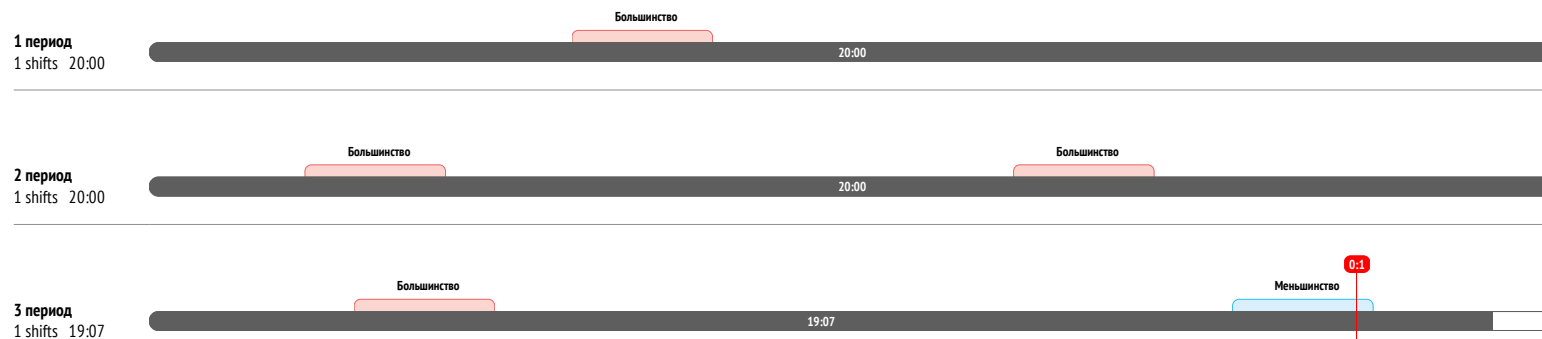 Большинство
1 период
1 shifts 20:00
20:00
Большинство
Большинство
2 период
1 shifts 20:00
20:00
0:1
Большинство
Меньшинство
3 период
1 shifts 19:07
19:07